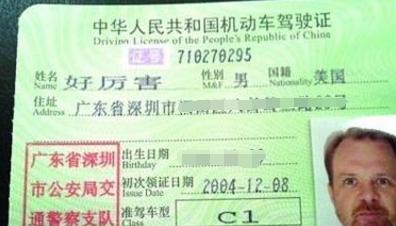 中华人民共和国机动车驾驶证
Driving License of the People's Republic of China
证号 710270295
姓名 Name 好厉害 性别 M&F 男 国籍 Nationality 美国
住址 Address 广东省深圳市
广东省深圳
市公安局交
通警察支队
出生日期 Birthday
初次领证日期 Issue Date 2004-12-08
准驾车型 C1